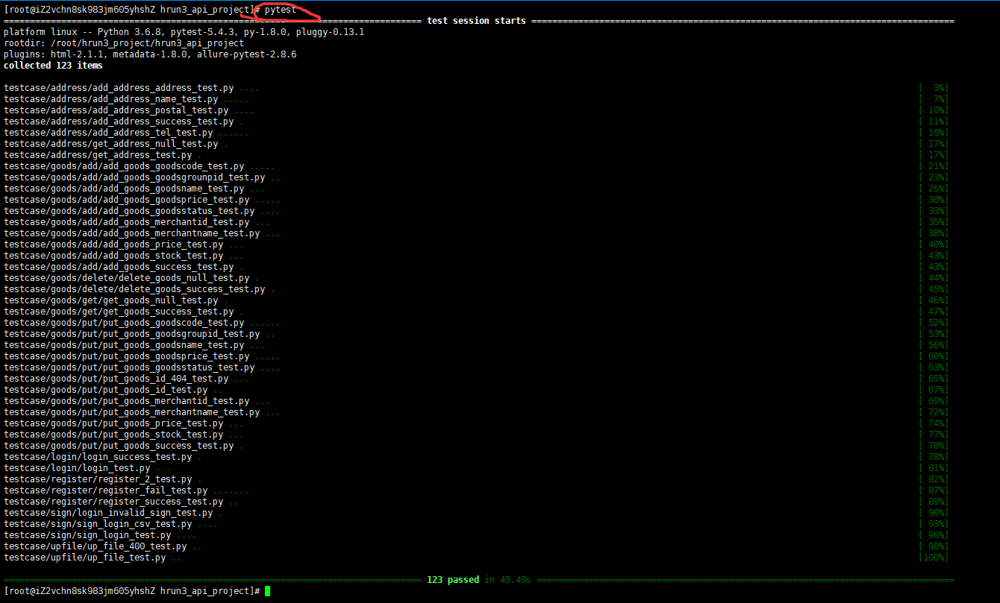 [root@iZ2vchn8sk983jm605yhshZ hrun3_api_project]# pytest
============================== test session starts ==============================
platform linux -- Python 3.6.8, pytest-5.4.3, py-1.8.0, pluggy-0.13.1
rootdir: /root/hrun3_project/hrun3_api_project
plugins: html-2.1.1, metadata-1.8.0, allure-pytest-2.8.6
collected 123 items
testcase/address/add_address_address_test.py .... [  3%]
testcase/address/add_address_name_test.py ..... [  7%]
testcase/address/add_address_postal_test.py .... [ 10%]
testcase/address/add_address_success_test.py . [ 11%]
testcase/address/add_address_tel_test.py ...... [ 16%]
testcase/address/get_address_null_test.py . [ 17%]
testcase/address/get_address_test.py . [ 17%]
testcase/goods/add/add_goods_goodscode_test.py ..... [ 21%]
testcase/goods/add/add_goods_goodsgrounpid_test.py .. [ 23%]
testcase/goods/add/add_goods_goodsname_test.py ... [ 26%]
testcase/goods/add/add_goods_goodsprice_test.py ..... [ 30%]
testcase/goods/add/add_goods_goodsstatus_test.py .... [ 33%]
testcase/goods/add/add_goods_merchantid_test.py ... [ 35%]
testcase/goods/add/add_goods_merchantname_test.py ... [ 38%]
testcase/goods/add/add_goods_price_test.py ... [ 40%]
testcase/goods/add/add_goods_stock_test.py ... [ 43%]
testcase/goods/add/add_goods_success_test.py . [ 43%]
testcase/goods/delete/delete_goods_null_test.py . [ 44%]
testcase/goods/delete/delete_goods_success_test.py . [ 45%]
testcase/goods/get/get_goods_null_test.py . [ 46%]
testcase/goods/get/get_goods_success_test.py . [ 47%]
testcase/goods/put/put_goods_goodscode_test.py ...... [ 52%]
testcase/goods/put/put_goods_goodsgroupid_test.py .. [ 53%]
testcase/goods/put/put_goods_goodsname_test.py ... [ 56%]
testcase/goods/put/put_goods_goodsprice_test.py ..... [ 60%]
testcase/goods/put/put_goods_goodsstatus_test.py .... [ 63%]
testcase/goods/put/put_goods_id_404_test.py ... [ 65%]
testcase/goods/put/put_goods_id_test.py .. [ 67%]
testcase/goods/put/put_goods_merchantid_test.py ... [ 69%]
testcase/goods/put/put_goods_merchantname_test.py ... [ 72%]
testcase/goods/put/put_goods_price_test.py ... [ 74%]
testcase/goods/put/put_goods_stock_test.py ... [ 77%]
testcase/goods/put/put_goods_success_test.py . [ 78%]
testcase/login/login_success_test.py . [ 78%]
testcase/login/login_test.py ... [ 81%]
testcase/register/register_2_test.py . [ 82%]
testcase/register/register_fail_test.py ....... [ 87%]
testcase/register/register_success_test.py .. [ 89%]
testcase/sign/login_invalid_sign_test.py . [ 90%]
testcase/sign/sign_login_csv_test.py .... [ 93%]
testcase/sign/sign_login_test.py .... [ 96%]
testcase/upfile/up_file_400_test.py .. [ 98%]
testcase/upfile/up_file_test.py .. [100%]
============================== 123 passed in 45.49s ==============================
[root@iZ2vchn8sk983jm605yhshZ hrun3_api_project]#